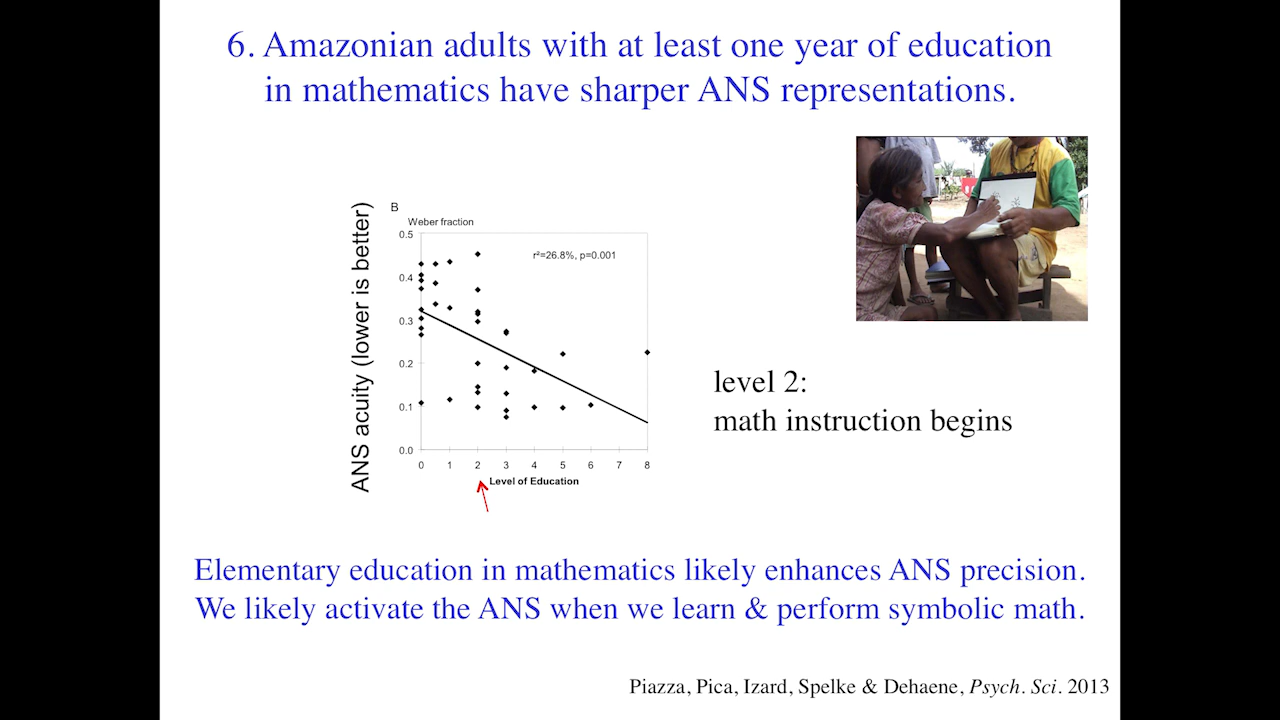 6. Amazonian adults with at least one year of education
in mathematics have sharper ANS representations.
ANS acuity (lower is better)
B
Weber fraction
r²=26.8%, p=0.001
0.5
0.4
0.3
0.2
0.1
0.0
0 1 2 3 4 5 6 7 8
Level of Education
level 2:
math instruction begins
Elementary education in mathematics likely enhances ANS precision.
We likely activate the ANS when we learn & perform symbolic math.
Piazza, Pica, Izard, Spelke & Dehaene, Psych. Sci. 2013